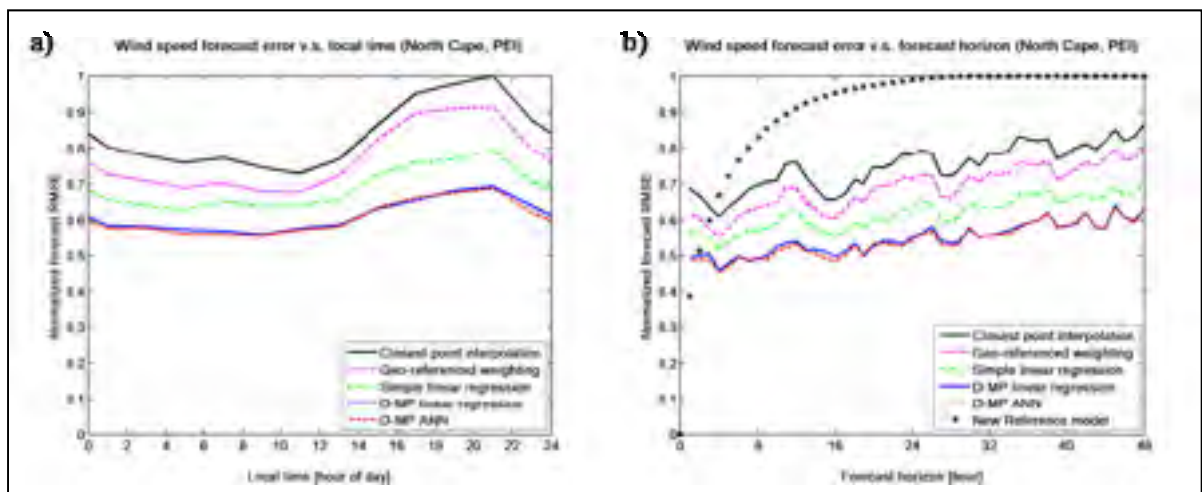 a)
Wind speed forecast error v.s. local time (North Cape, PEI)
Normalized forecast RMSE
1
0.9
0.8
0.7
0.6
0.5
0.4
0.3
0.2
0.1
0
0 2 4 6 8 10 12 14 16 18 20 22 24
Local time [hour of day]
Closest point interpolation
Geo-referenced weighting
Simple linear regression
D-MP linear regression
D-MP ANN
b)
Wind speed forecast error v.s. forecast horizon (North Cape, PEI)
Normalized forecast RMSE
1
0.9
0.8
0.7
0.6
0.5
0.4
0.3
0.2
0.1
0
0 8 16 24 32 40 48
Forecast horizon [hour]
Closest point interpolation
Geo-referenced weighting
Simple linear regression
D-MP linear regression
D-MP ANN
New Reference model